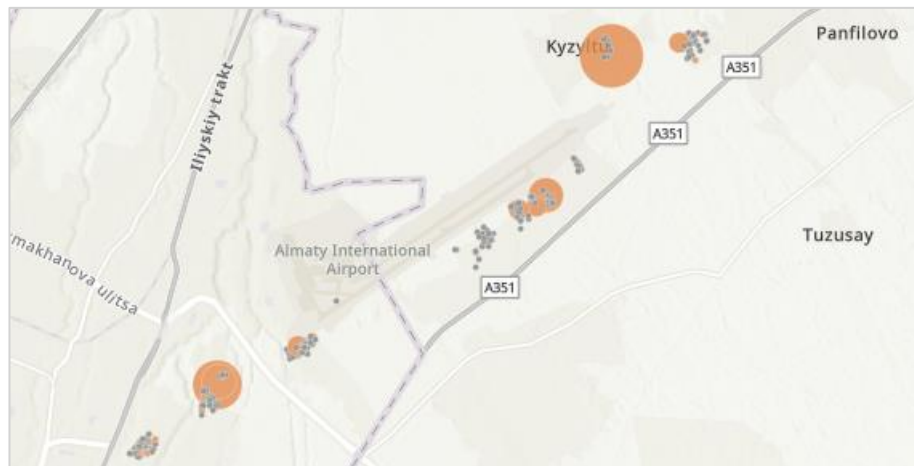 Panfilovo
Kyzyltu
A351
Iliyskiy trakt
A351
Tuzusay
Almaty International
Airport
A351
makhanova ulitsa